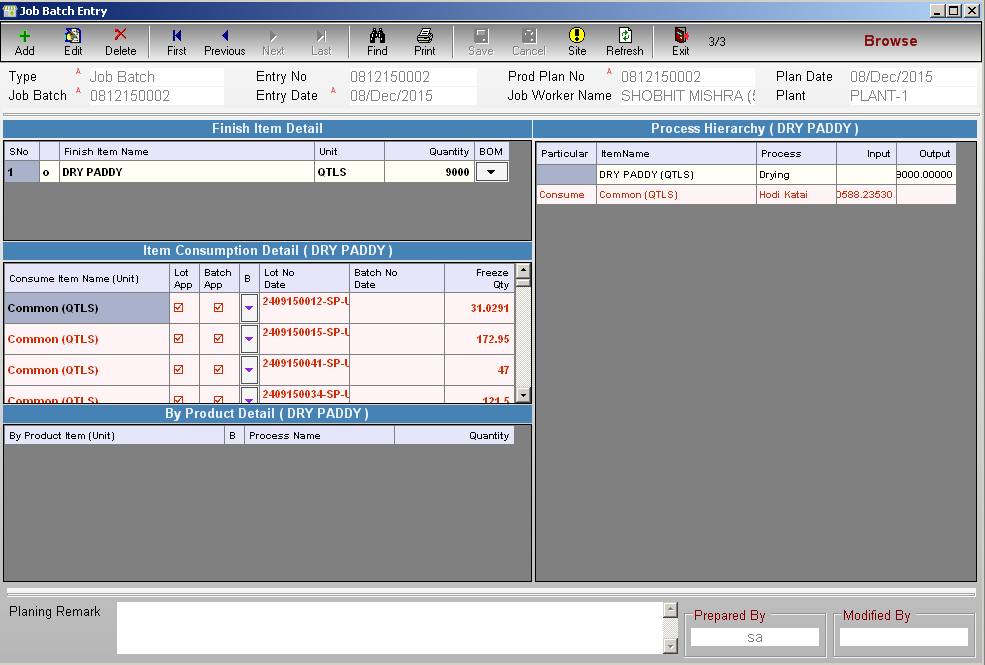 Job Batch Entry
Add Edit Delete First Previous Next Last Find Print Save Cancel Site Refresh Exit 3/3 Browse
Type A Job Batch Entry No 0812150002 Prod Plan No A 0812150002 Plan Date 08/Dec/2015
Job Batch A 0812150002 Entry Date A 08/Dec/2015 Job Worker Name SHOBHIT MISHRA ( Plant PLANT-1
Finish Item Detail
SNo Finish Item Name Unit Quantity BOM
1 o DRY PADDY QTLS 9000
Item Consumption Detail ( DRY PADDY )
Consume Item Name (Unit) Lot App Batch App B Lot No Date Batch No Date Freeze Qty
Common (QTLS) 2409150012-SP-U 31.0291
Common (QTLS) 2409150015-SP-U 172.95
Common (QTLS) 2409150041-SP-U 47
Common (QTLS) 2409150034-SP-U 121.5
By Product Detail ( DRY PADDY )
By Product Item (Unit) B Process Name Quantity
Process Hierarchy ( DRY PADDY )
Particular ItemName Process Input Output
DRY PADDY (QTLS) Drying 9000.00000
Consume Common (QTLS) Hodi Katai 0588.23530
Planing Remark
Prepared By
sa
Modified By